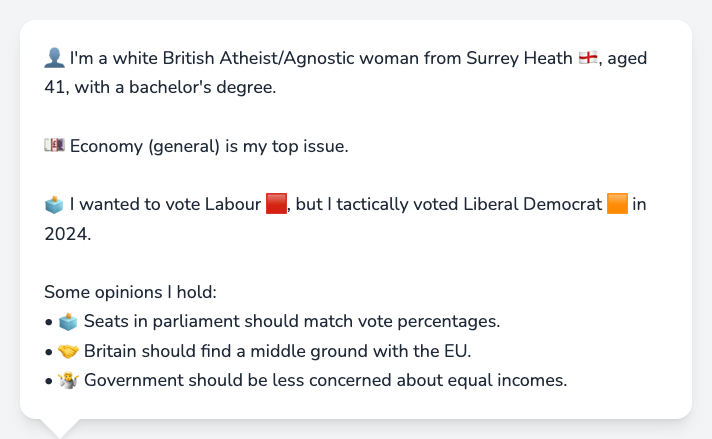 👤 I'm a white British Atheist/Agnostic woman from Surrey Heath 🏴󠁧󠁢󠁥󠁮󠁧󠁿, aged
41, with a bachelor's degree.
💷 Economy (general) is my top issue.
🗳️ I wanted to vote Labour 🟥, but I tactically voted Liberal Democrat 🟧 in
2024.
Some opinions I hold:
• 🗳️ Seats in parliament should match vote percentages.
• 🤝 Britain should find a middle ground with the EU.
• 🤷 Government should be less concerned about equal incomes.